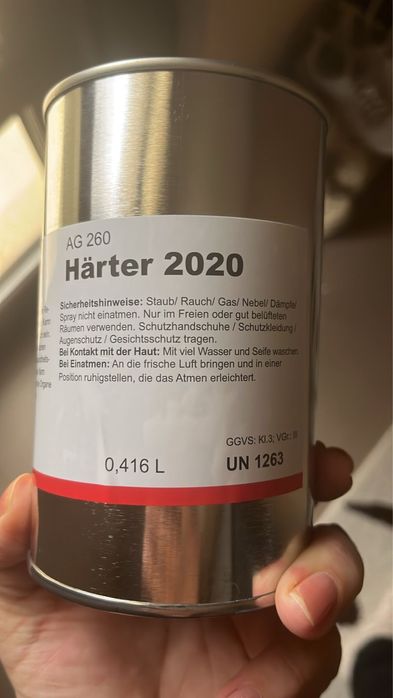 AG 260
Härter 2020
Sicherheitshinweise: Staub/ Rauch/ Gas/ Nebel/ Dämpfe/
Spray nicht einatmen. Nur im Freien oder gut belüfteten
Räumen verwenden. Schutzhandschuhe / Schutzkleidung /
Augenschutz / Gesichtsschutz tragen.
Bei Kontakt mit der Haut: Mit viel Wasser und Seife waschen.
Bei Einatmen: An die frische Luft bringen und in einer
Position ruhigstellen, die das Atmen erleichtert.
GGVS: Kl.3; VGr.:
0,416 L
UN 1263